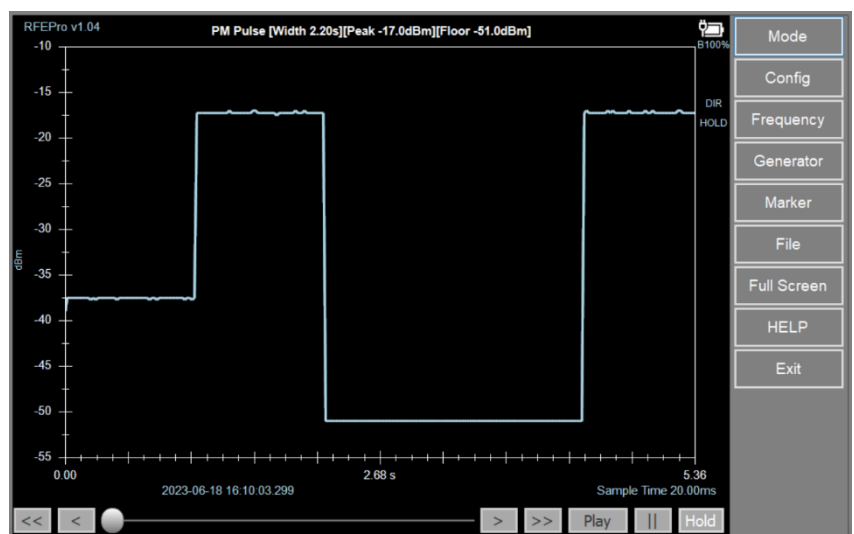 RFEPro v1.04
PM Pulse [Width 2.20s][Peak -17.0dBm][Floor -51.0dBm]
B100%
DIR
HOLD
-10
-15
-20
-25
-30
-35
-40
-45
-50
-55
dBm
0.00
2.68 s
5.36
2023-06-18 16:10:03.299
Sample Time 20.00ms
<<
<
>
>>
Play
||
Hold
Mode
Config
Frequency
Generator
Marker
File
Full Screen
HELP
Exit